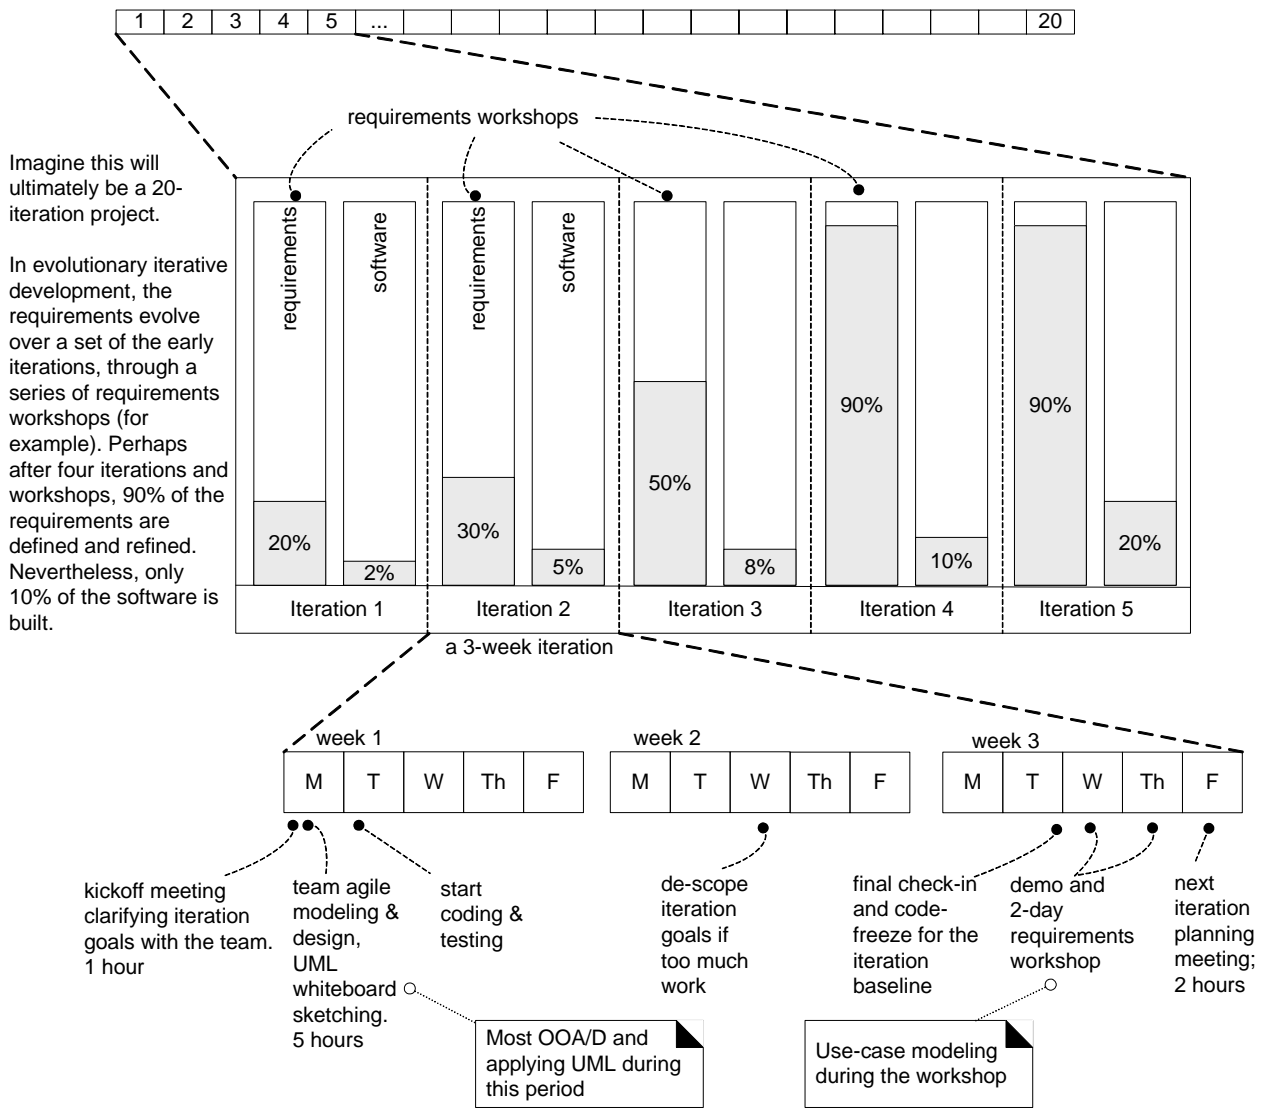 1 2 3 4 5 ... 20
requirements workshops
Imagine this will
ultimately be a 20-
iteration project.
In evolutionary iterative
development, the
requirements evolve
over a set of the early
iterations, through a
series of requirements
workshops (for
example). Perhaps
after four iterations and
workshops, 90% of the
requirements are
defined and refined.
Nevertheless, only
10% of the software is
built.
requirements
software
requirements
software
20%
2%
30%
5%
50%
8%
90%
10%
90%
20%
Iteration 1
Iteration 2
Iteration 3
Iteration 4
Iteration 5
a 3-week iteration
week 1
M T W Th F
week 2
M T W Th F
week 3
M T W Th F
kickoff meeting
clarifying iteration
goals with the team.
1 hour
team agile
modeling &
design,
UML
whiteboard
sketching.
5 hours
start
coding &
testing
de-scope
iteration
goals if
too much
work
final check-in
and code-
freeze for the
iteration
baseline
demo and
2-day
requirements
workshop
next
iteration
planning
meeting;
2 hours
Most OOA/D and
applying UML during
this period
Use-case modeling
during the workshop